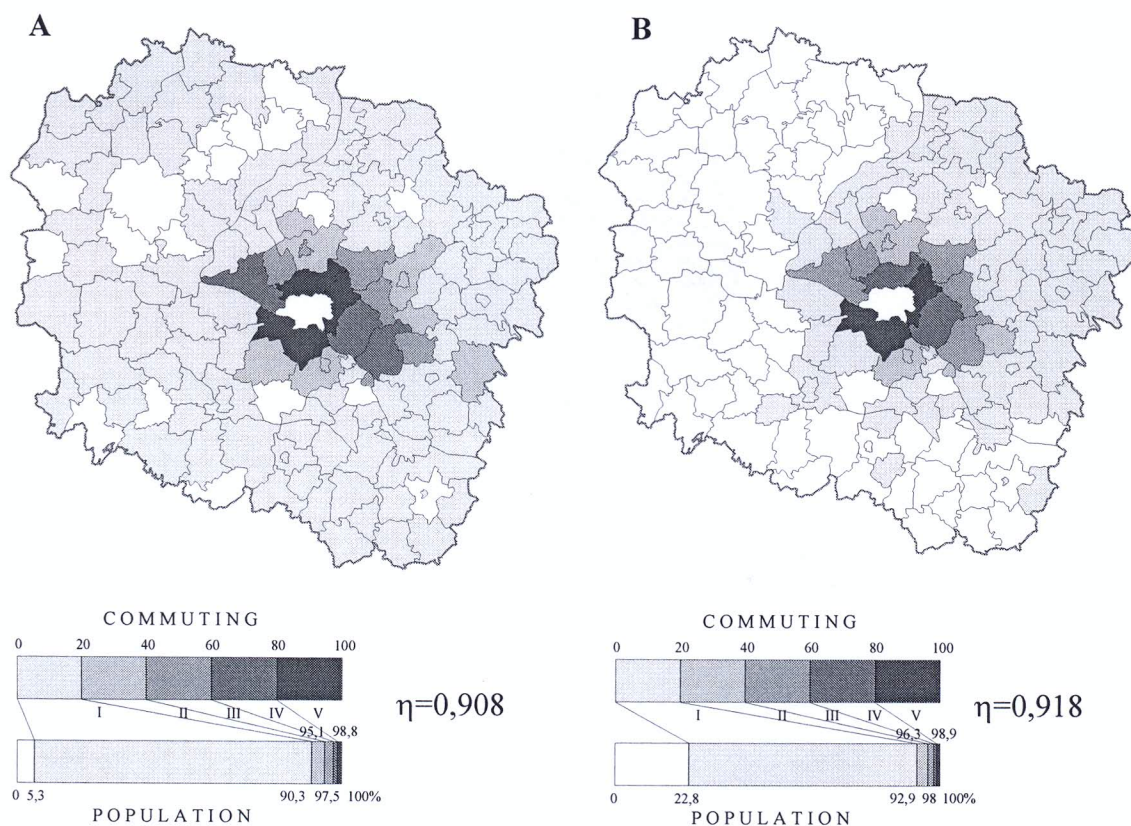 A
B
COMMUTING
0 20 40 60 80 100
I II III IV V
95,1 98,8
0 5,3 90,3 97,5 100%
POPULATION
η=0,908
COMMUTING
0 20 40 60 80 100
I II III IV V
96,3 98,9
0 22,8 92,9 98 100%
POPULATION
η=0,918